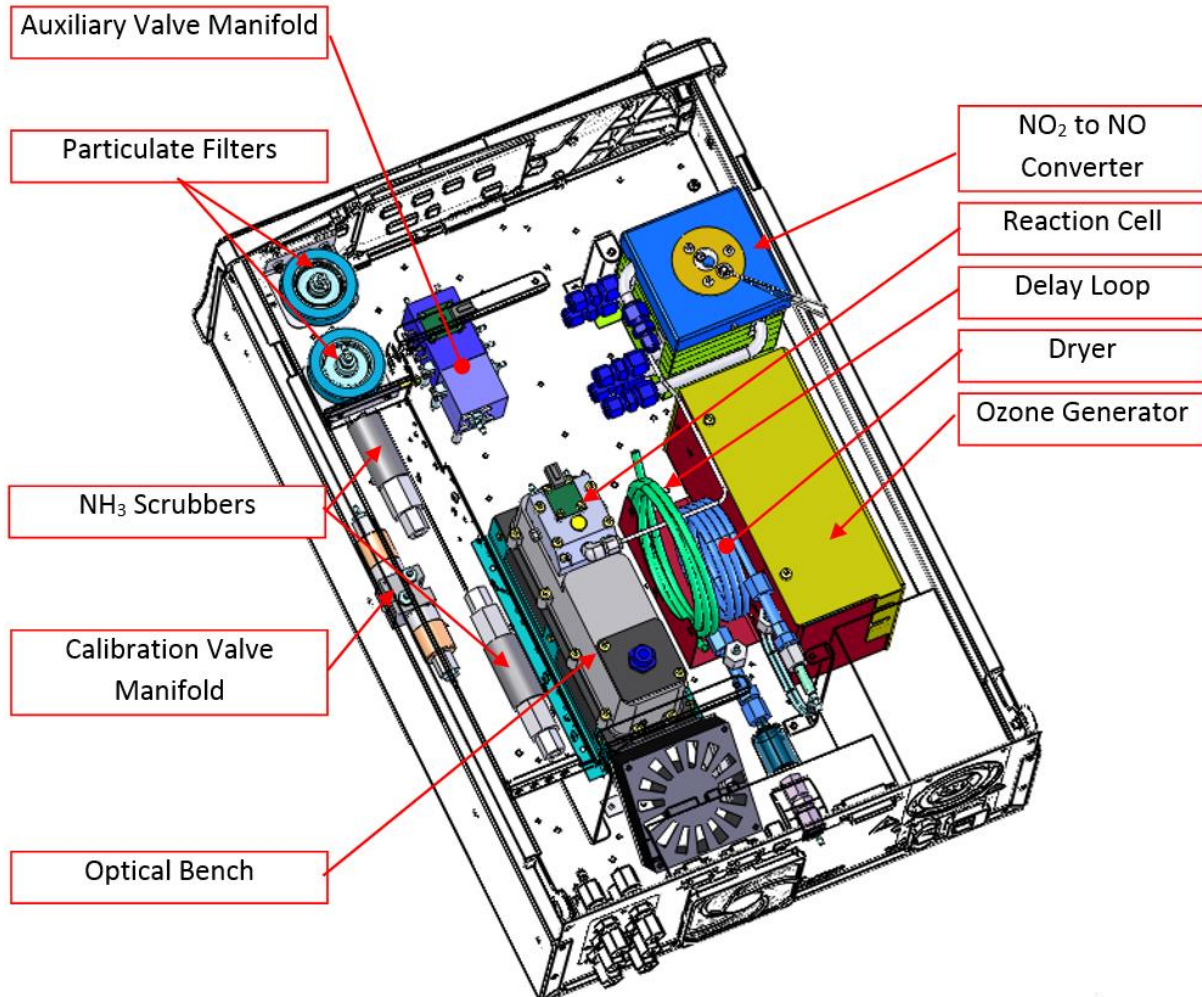 Auxiliary Valve Manifold
Particulate Filters
NH₃ Scrubbers
Calibration Valve
Manifold
Optical Bench
NO₂ to NO
Converter
Reaction Cell
Delay Loop
Dryer
Ozone Generator